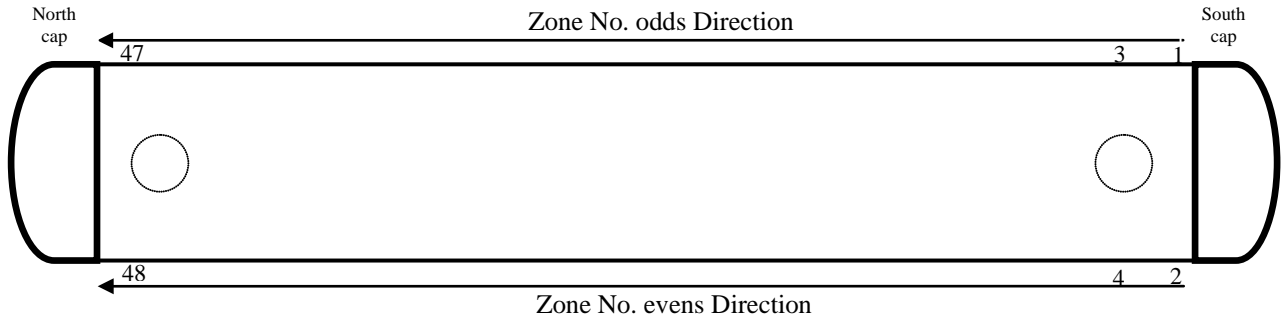 North
cap
Zone No. odds Direction
South
cap
47
3
1
48
4
2
Zone No. evens Direction